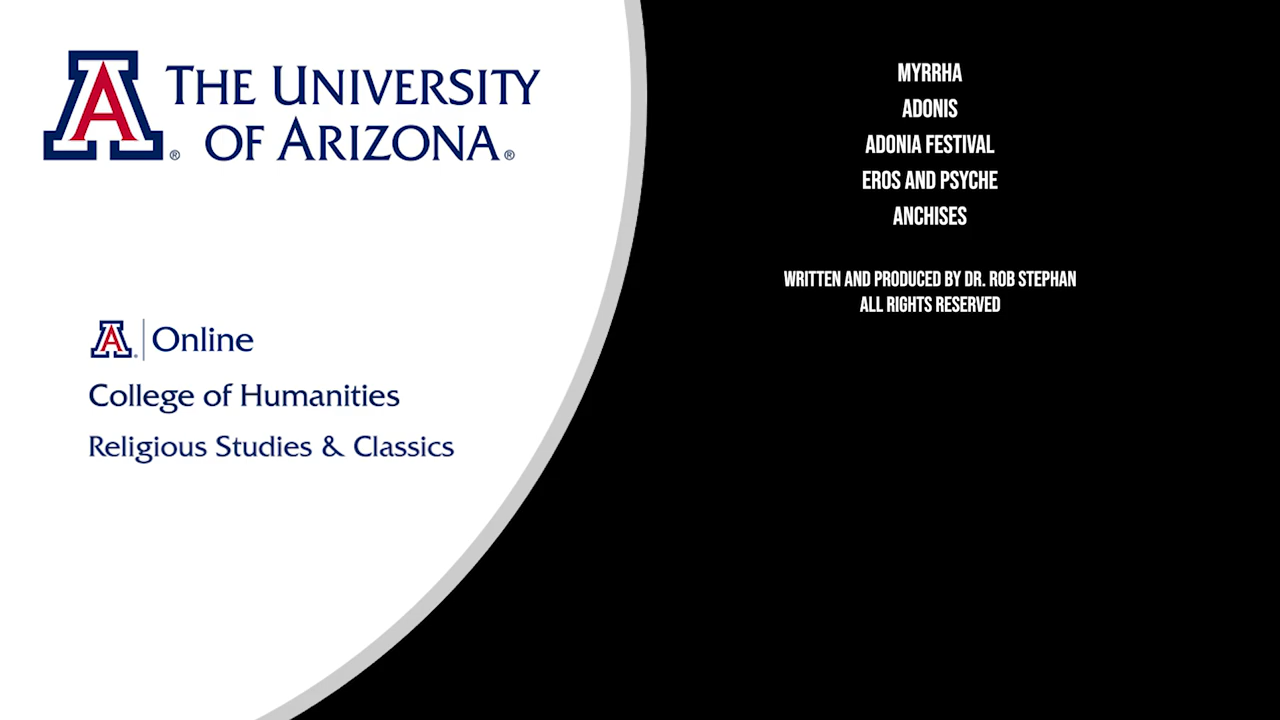 THE UNIVERSITY
OF ARIZONA®
A ®
A ® Online
College of Humanities
Religious Studies & Classics
MYRRHA
ADONIS
ADONIA FESTIVAL
EROS AND PSYCHE
ANCHISES
WRITTEN AND PRODUCED BY DR. ROB STEPHAN
ALL RIGHTS RESERVED